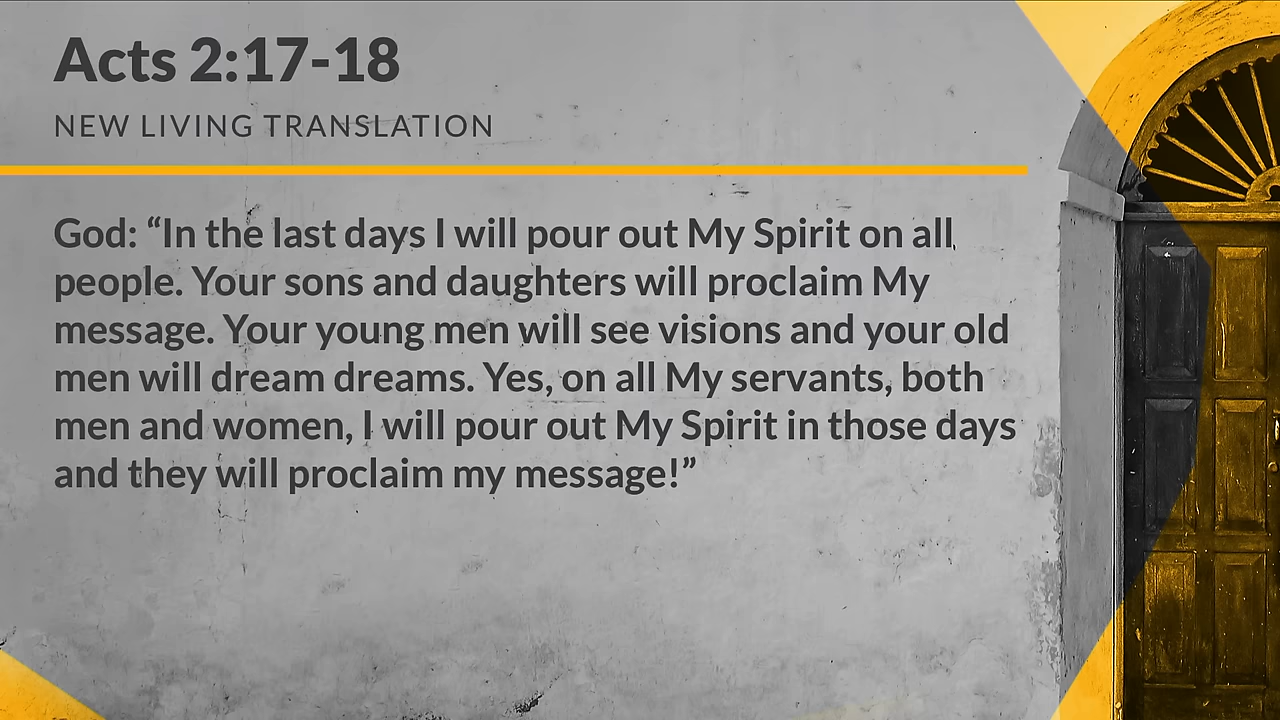 Acts 2:17-18
NEW LIVING TRANSLATION
God: “In the last days I will pour out My Spirit on all
people. Your sons and daughters will proclaim My
message. Your young men will see visions and your old
men will dream dreams. Yes, on all My servants, both
men and women, I will pour out My Spirit in those days
and they will proclaim my message!”